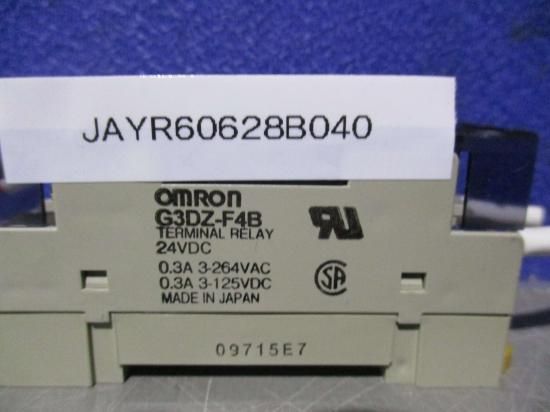 JAYR60628B040
OMRON
G3DZ-F4B
TERMINAL RELAY
24VDC
0.3A 3-264VAC
0.3A 3-125VDC
MADE IN JAPAN
09715E7